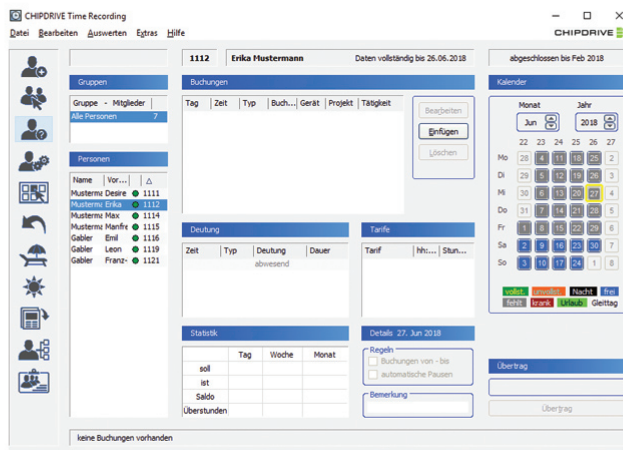 CHIPDRIVE Time Recording
Datei Bearbeiten Auswerten Extras Hilfe
CHIPDRIVE
1112 Erika Mustermann Daten vollständig bis 26.06.2018 abgeschlossen bis Feb 2018
Gruppen
Gruppe - Mitglieder
Alle Personen 7
Personen
Name Vor...
Musterma Desire 1111
Musterma Erika 1112
Musterma Max 1114
Musterma Manfre 1115
Gabler Emil 1116
Gabler Leon 1119
Gabler Franz- 1121
Buchungen
Tag Zeit Typ Buch... Gerät Projekt Tätigkeit
Bearbeiten
Einfügen
Löschen
Deutung
Zeit Typ Deutung Dauer
abwesend
Tarife
Tarif hh:... Stun...
Statistik
Tag Woche Monat
soll
ist
Saldo
Überstunden
Details 27. Jun 2018
Regeln
Buchungen von - bis
automatische Pausen
Bemerkung
Kalender
Monat Jahr
Jun 2018
22 23 24 25 26 27
Mo 28 4 11 18 25 2
Di 29 5 12 19 26 3
Mi 30 6 13 20 27 4
Do 31 7 14 21 28 5
Fr 1 8 15 22 29 6
Sa 2 9 16 23 30 7
So 3 10 17 24 1 8
vollst. unvollst. Nacht frei
fehlt krank Urlaub Gleittag
Übertrag
Übertrag
keine Buchungen vorhanden